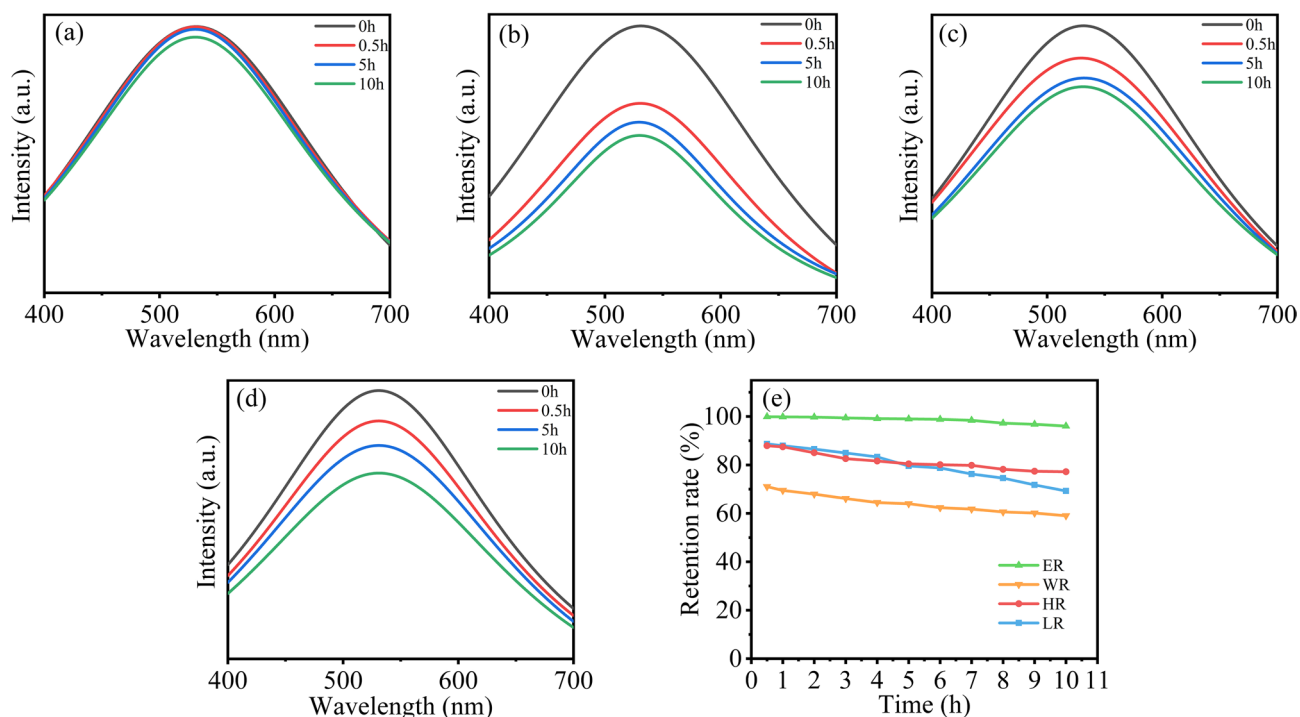 (a)
0h
0.5h
5h
10h
Intensity (a.u.)
400 500 600 700
Wavelength (nm)
(b)
0h
0.5h
5h
10h
Intensity (a.u.)
400 500 600 700
Wavelength (nm)
(c)
0h
0.5h
5h
10h
Intensity (a.u.)
400 500 600 700
Wavelength (nm)
(d)
0h
0.5h
5h
10h
Intensity (a.u.)
400 500 600 700
Wavelength (nm)
(e)
100
80
60
40
20
0
Retention rate (%)
ER
WR
HR
LR
0 1 2 3 4 5 6 7 8 9 10 11
Time (h)